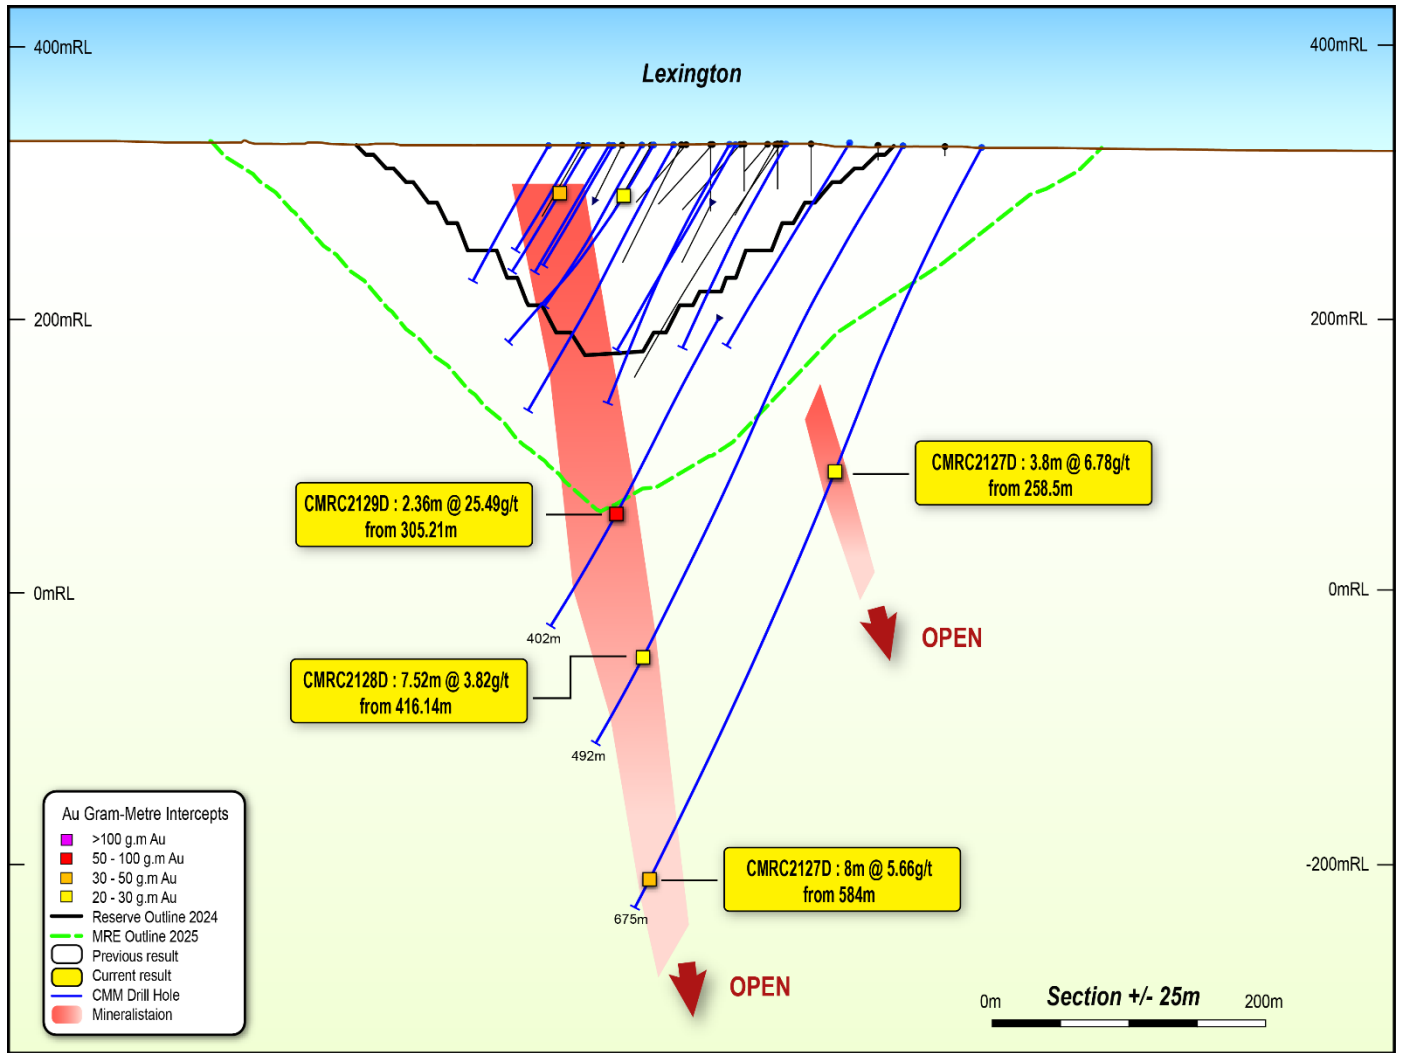 400mRL
400mRL
Lexington
200mRL
200mRL
CMRC2127D : 3.8m @ 6.78g/t
from 258.5m
CMRC2129D : 2.36m @ 25.49g/t
from 305.21m
0mRL
0mRL
402m
OPEN
CMRC2128D : 7.52m @ 3.82g/t
from 416.14m
492m
CMRC2127D : 8m @ 5.66g/t
from 584m
-200mRL
675m
OPEN
Au Gram-Metre Intercepts
>100 g.m Au
50 - 100 g.m Au
30 - 50 g.m Au
20 - 30 g.m Au
Reserve Outline 2024
MRE Outline 2025
Previous result
Current result
CMM Drill Hole
Mineralistaion
0m
Section +/- 25m
200m